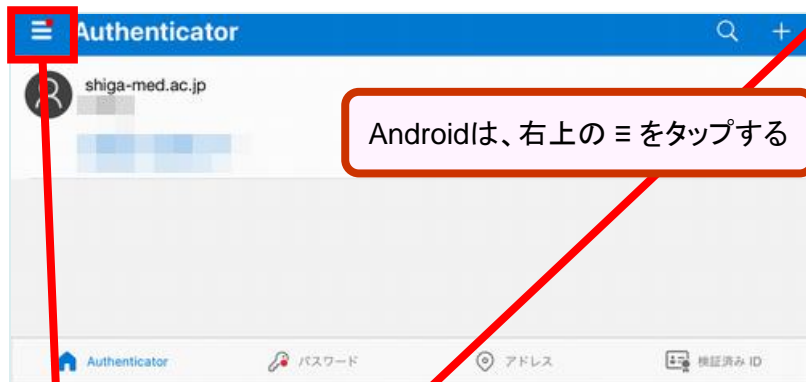 Authenticator
shiga-med.ac.jp
Androidは、右上の ≡ をタップする
Authenticator
パスワード
アドレス
検証済み ID